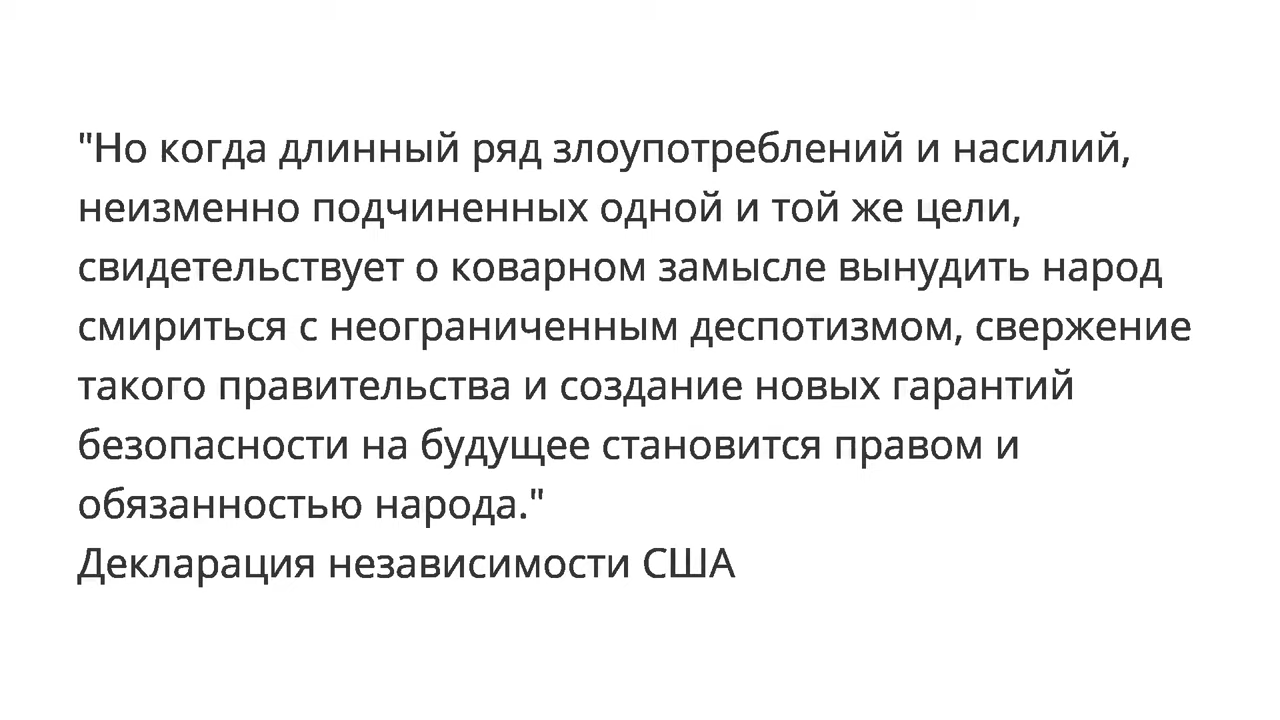 "Но когда длинный ряд злоупотреблений и насилий,
неизменно подчиненных одной и той же цели,
свидетельствует о коварном замысле вынудить народ
смириться с неограниченным деспотизмом, свержение
такого правительства и создание новых гарантий
безопасности на будущее становится правом и
обязанностью народа."
Декларация независимости США